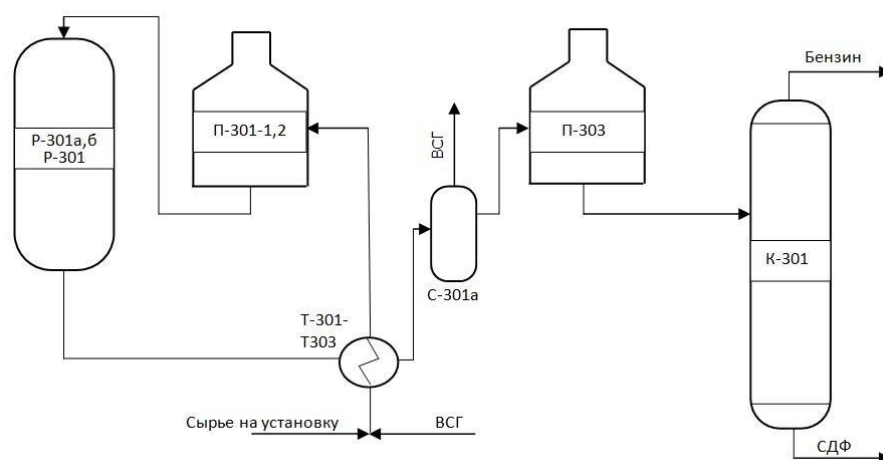 Бензин
Р-301а,б
Р-301
П-301-1,2
ВСГ
П-303
К-301
С-301а
Т-301-
Т303
Сырье на установку
ВСГ
СДФ